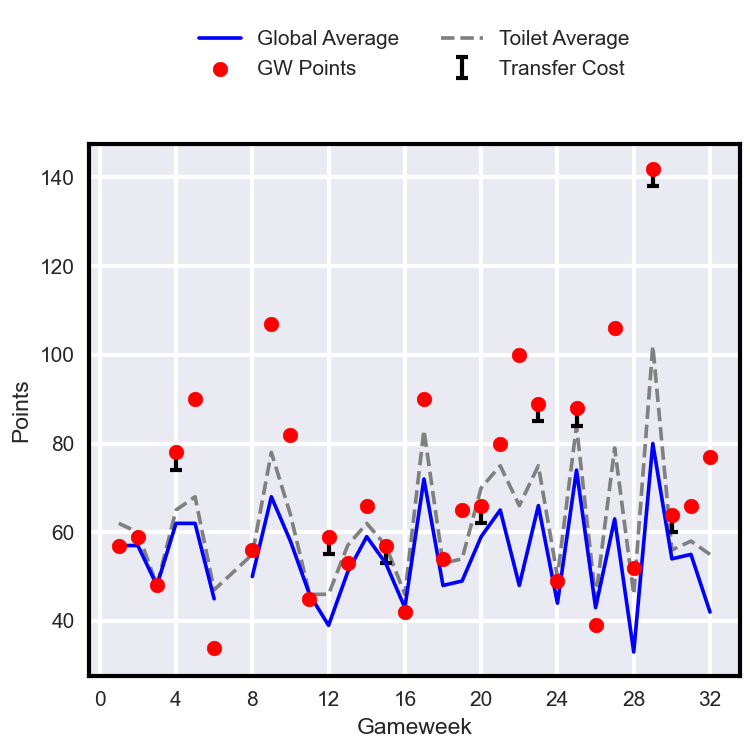 Global Average
Toilet Average
GW Points
Transfer Cost
140
120
100
80
60
40
Points
0 4 8 12 16 20 24 28 32
Gameweek